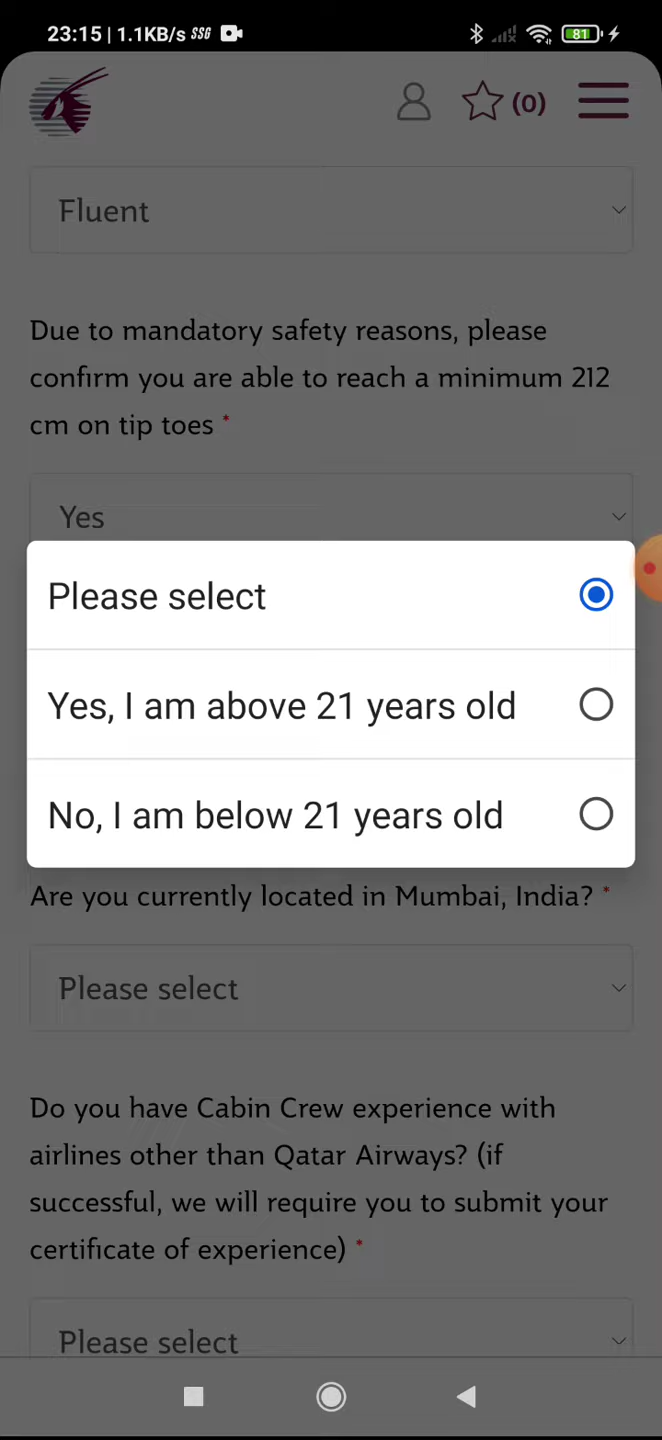 23:15 | 1.1KB/s SSG
81
(0)
Fluent
Due to mandatory safety reasons, please
confirm you are able to reach a minimum 212
cm on tip toes *
Yes
Please select
Yes, I am above 21 years old
No, I am below 21 years old
Are you currently located in Mumbai, India? *
Please select
Do you have Cabin Crew experience with
airlines other than Qatar Airways? (if
successful, we will require you to submit your
certificate of experience) *
Please select